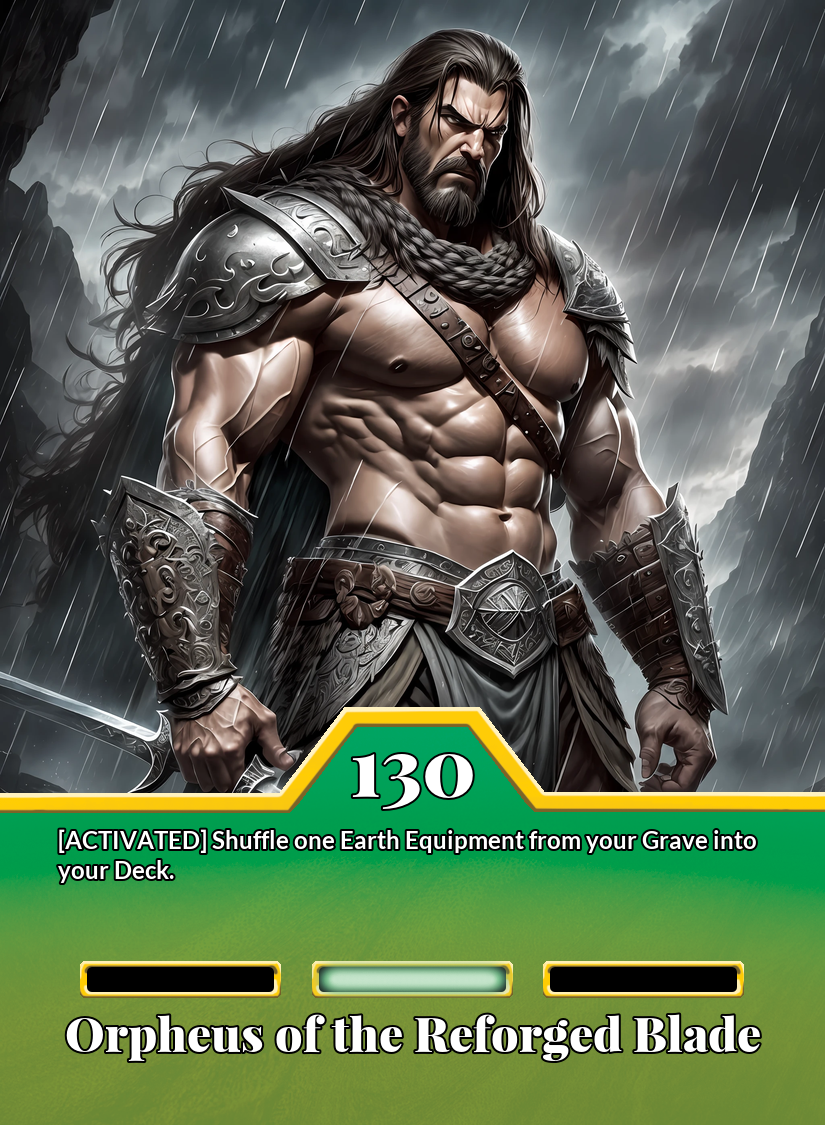 130
[ACTIVATED] Shuffle one Earth Equipment from your Grave into
your Deck.
Orpheus of the Reforged Blade